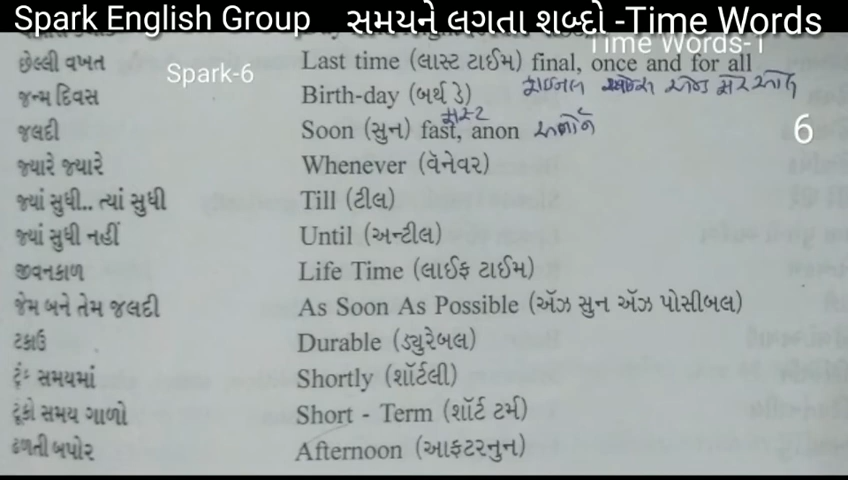 Spark English Group સમયને લગતા શબ્દો -Time Words
Time Words-1
છેલ્લી વખત Last time (લાસ્ટ ટાઈમ) final, once and for all
Spark-6
જન્મ દિવસ Birth-day (બર્થ ડે) ફાઇનલ
ફાસ્ટ
જલદી Soon (સુન) fast, anon અનોન
6
જ્યારે જ્યારે Whenever (વૅનેવર)
જ્યાં સુધી.. ત્યાં સુધી Till (ટીલ)
જ્યાં સુધી નહીં Until (અન્ટીલ)
જીવનકાળ Life Time (લાઈફ ટાઈમ)
જેમ બને તેમ જલદી As Soon As Possible (ઍઝ સુન ઍઝ પોસીબલ)
ટકાઉ Durable (ડ્યુરેબલ)
ટૂંક સમયમાં Shortly (શૉર્ટલી)
ટૂંકો સમય ગાળો Short - Term (શૉર્ટ ટર્મ)
ઢળતી બપોર Afternoon (આફટરનુન)